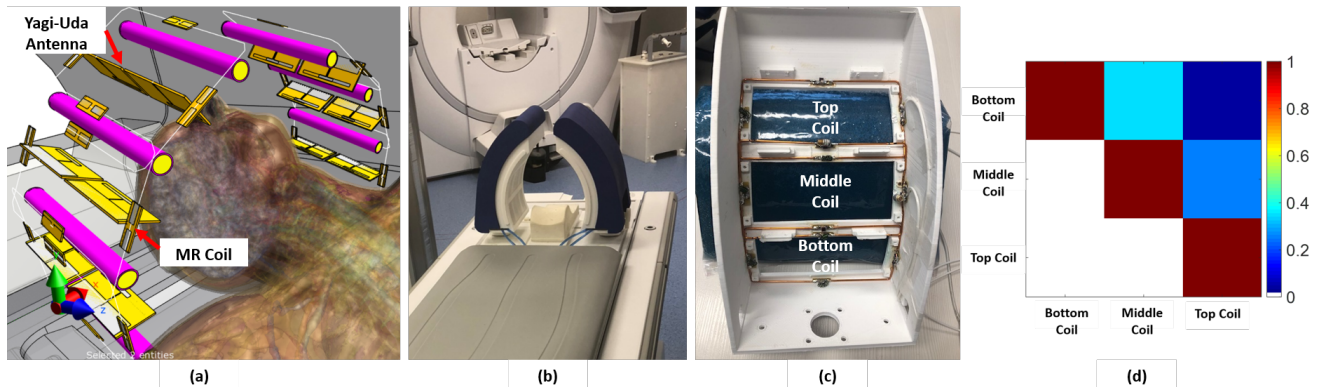 Yagi-Uda
Antenna
MR Coil
x
z
Selected 2 entities
(a)
(b)
Top
Coil
Middle
Coil
Bottom
Coil
(c)
Bottom
Coil
Middle
Coil
Top Coil
Bottom
Coil
Middle
Coil
Top Coil
1
0.8
0.6
0.4
0.2
0
(d)